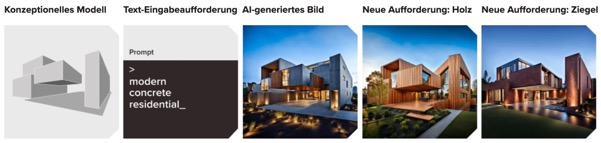 Konzeptionelles Modell
Text-Eingabeaufforderung
AI-generiertes Bild
Neue Aufforderung: Holz
Neue Aufforderung: Ziegel
Prompt
>
modern
concrete
residential_